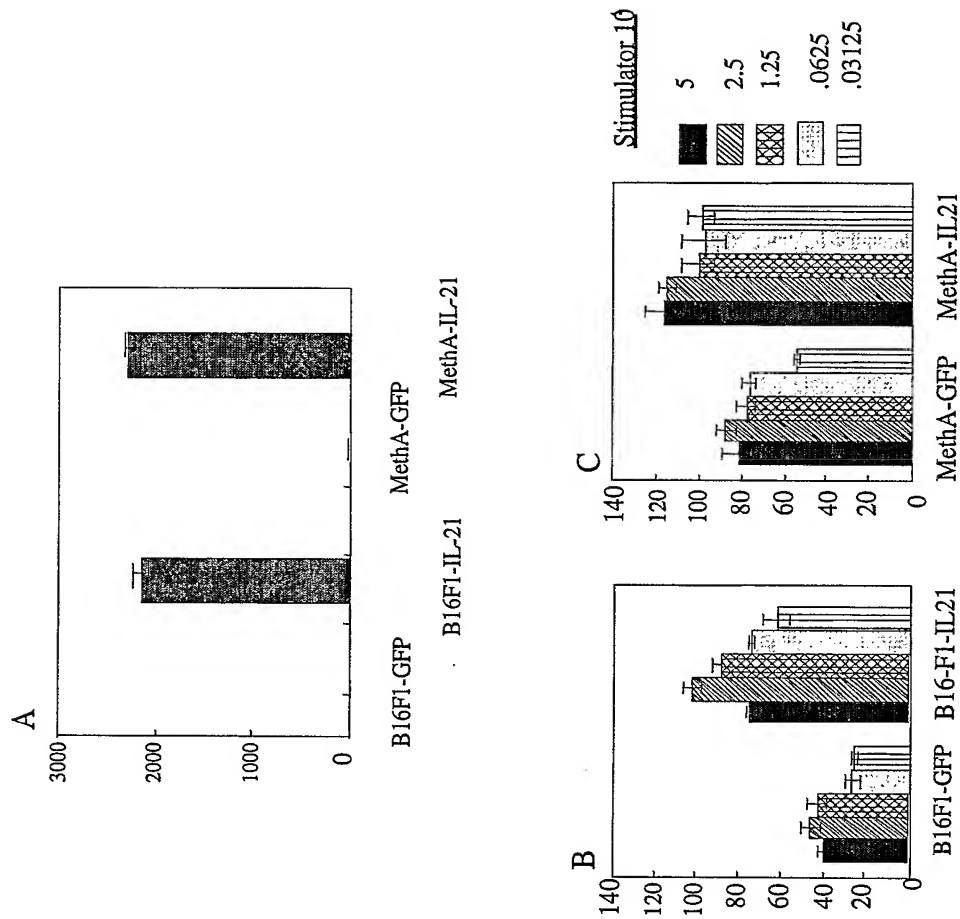 A
3000
2000
1000
0
B16F1-GFP
B16F1-IL-21
MethA-GFP
MethA-IL-21
B
140
120
100
80
60
40
20
0
B16F1-GFP B16-F1-IL21
C
140
120
100
80
60
40
20
0
MethA-GFP MethA-IL21
Stimulator 10
5
2.5
1.25
.0625
.03125